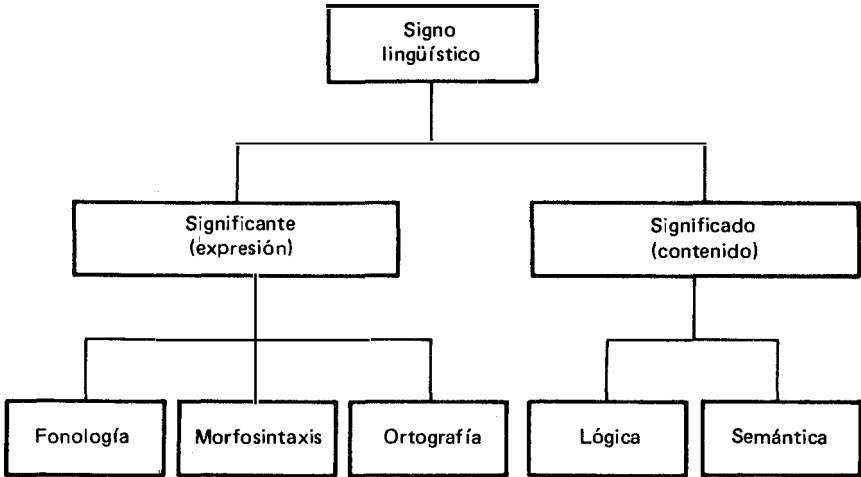 Signo
lingüístico
Significante
(expresión)
Significado
(contenido)
Fonología
Morfosintaxis
Ortografía
Lógica
Semántica